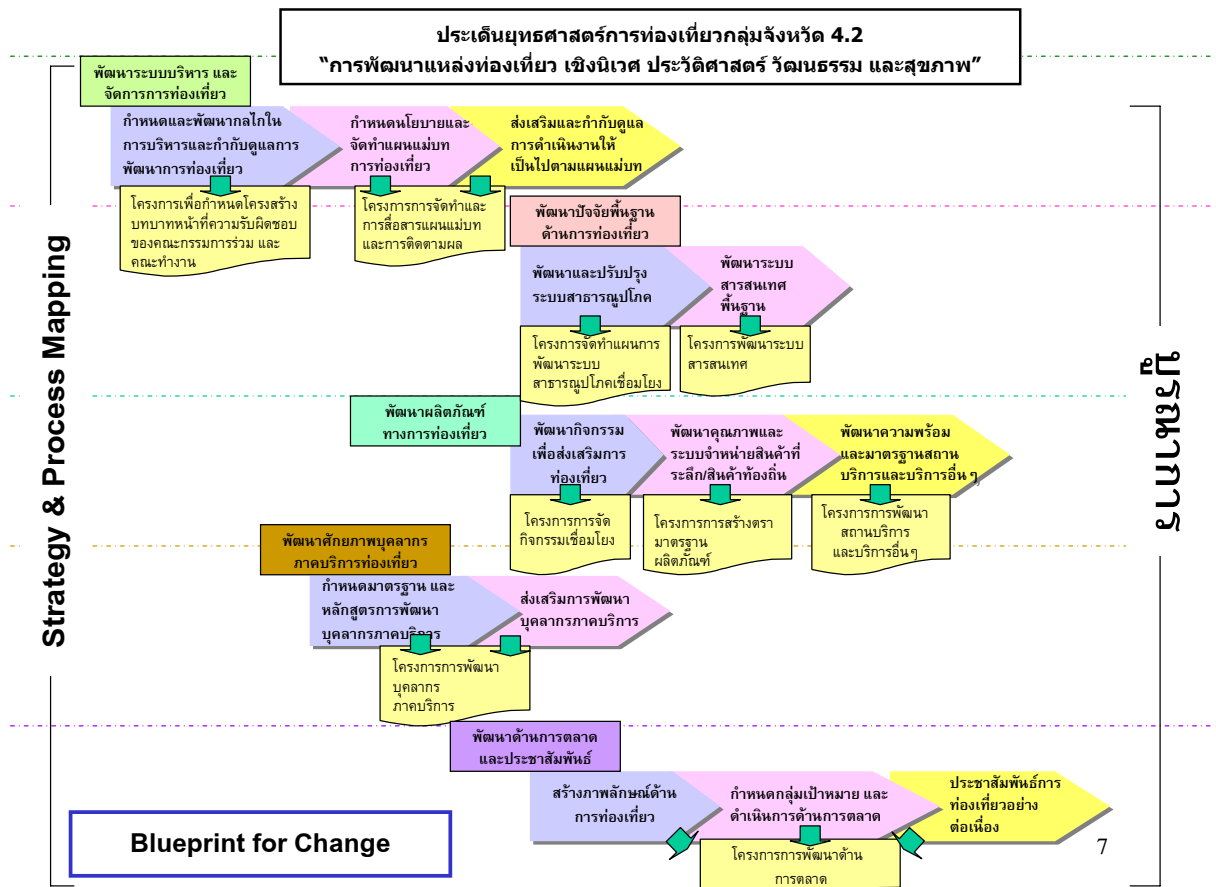 ประเด็นยุทธศาสตร์การท่องเที่ยวกลุ่มจังหวัด 4.2
“การพัฒนาแหล่งท่องเที่ยว เชิงนิเวศ ประวัติศาสตร์ วัฒนธรรม และสุขภาพ”
พัฒนาระบบบริหาร และ
จัดการการท่องเที่ยว
กำหนดและพัฒนากลไกใน
การบริหารและกำกับดูแลการ
พัฒนาการท่องเที่ยว
กำหนดนโยบายและ
จัดทำแผนแม่บท
การท่องเที่ยว
ส่งเสริมและกำกับดูแล
การดำเนินงานให้
เป็นไปตามแผนแม่บท
โครงการเพื่อกำหนดโครงสร้าง
บทบาทหน้าที่ความรับผิดชอบ
ของคณะกรรมการร่วม และ
คณะทำงาน
โครงการการจัดทำและ
การสื่อสารแผนแม่บท
และการติดตามผล
พัฒนาปัจจัยพื้นฐาน
ด้านการท่องเที่ยว
พัฒนาและปรับปรุง
ระบบสาธารณูปโภค
พัฒนาระบบ
สารสนเทศ
พื้นฐาน
โครงการจัดทำแผนการ
พัฒนาระบบ
สาธารณูปโภคเชื่อมโยง
โครงการพัฒนาระบบ
สารสนเทศ
พัฒนาผลิตภัณฑ์
ทางการท่องเที่ยว
พัฒนากิจกรรม
เพื่อส่งเสริมการ
ท่องเที่ยว
พัฒนาคุณภาพและ
ระบบจำหน่ายสินค้าที่
ระลึก/สินค้าท้องถิ่น
พัฒนาความพร้อม
และมาตรฐานสถาน
บริการและบริการอื่น ๆ
โครงการการจัด
กิจกรรมเชื่อมโยง
โครงการการสร้างตรา
มาตรฐาน
ผลิตภัณฑ์
โครงการการพัฒนา
สถานบริการ
และบริการอื่นๆ
พัฒนาศักยภาพบุคลากร
ภาคบริการท่องเที่ยว
กำหนดมาตรฐาน และ
หลักสูตรการพัฒนา
บุคลากรภาคบริการ
ส่งเสริมการพัฒนา
บุคลากรภาคบริการ
โครงการการพัฒนา
บุคลากร
ภาคบริการ
พัฒนาด้านการตลาด
และประชาสัมพันธ์
สร้างภาพลักษณ์ด้าน
การท่องเที่ยว
กำหนดกลุ่มเป้าหมาย และ
ดำเนินการด้านการตลาด
ประชาสัมพันธ์การ
ท่องเที่ยวอย่าง
ต่อเนื่อง
โครงการการพัฒนาด้าน
การตลาด
Strategy & Process Mapping
บูรณาการ
Blueprint for Change
7